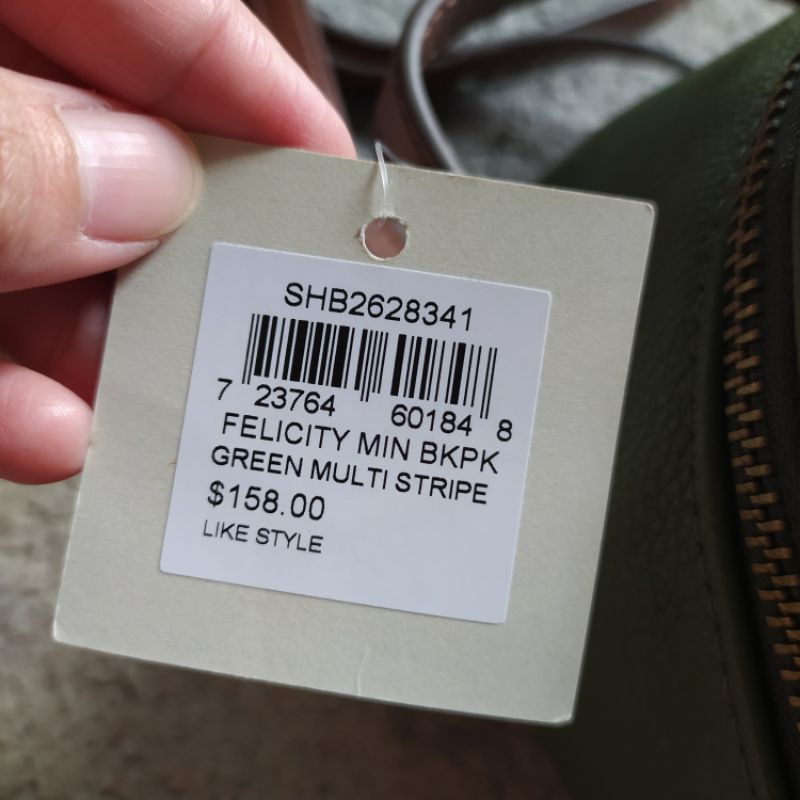 SHB2628341
7 23764 60184 8
FELICITY MIN BKPK
GREEN MULTI STRIPE
$158.00
LIKE STYLE